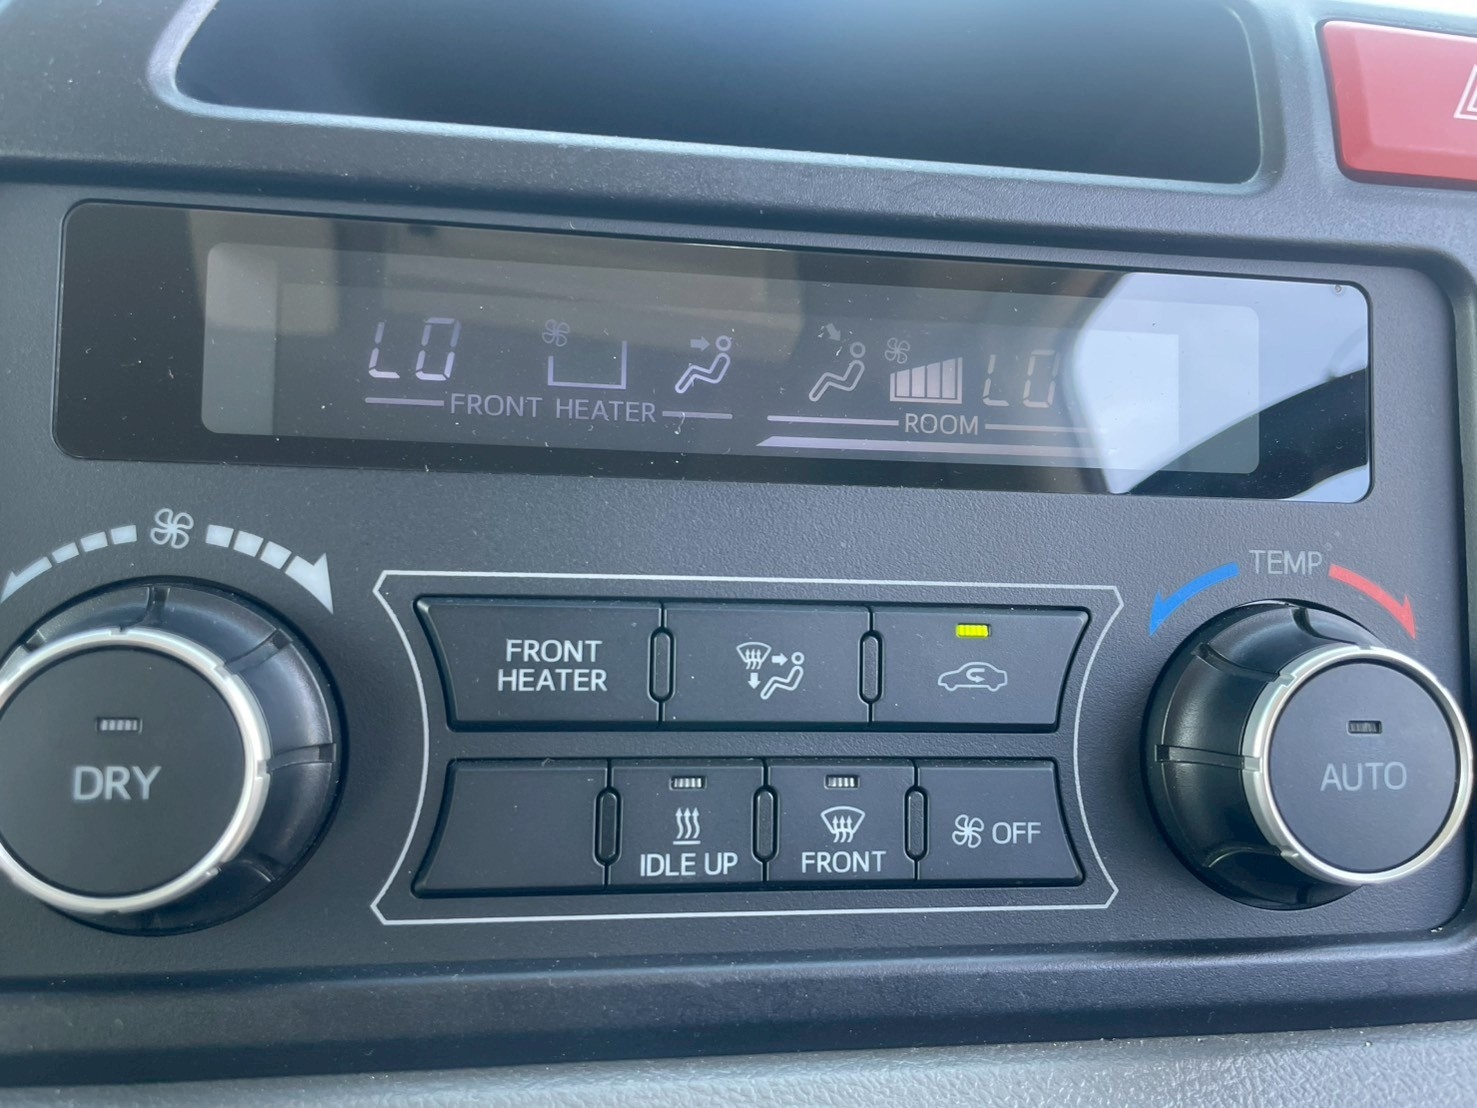 LO
LO
FRONT HEATER
ROOM
TEMP
FRONT
HEATER
DRY
AUTO
IDLE UP
FRONT
OFF